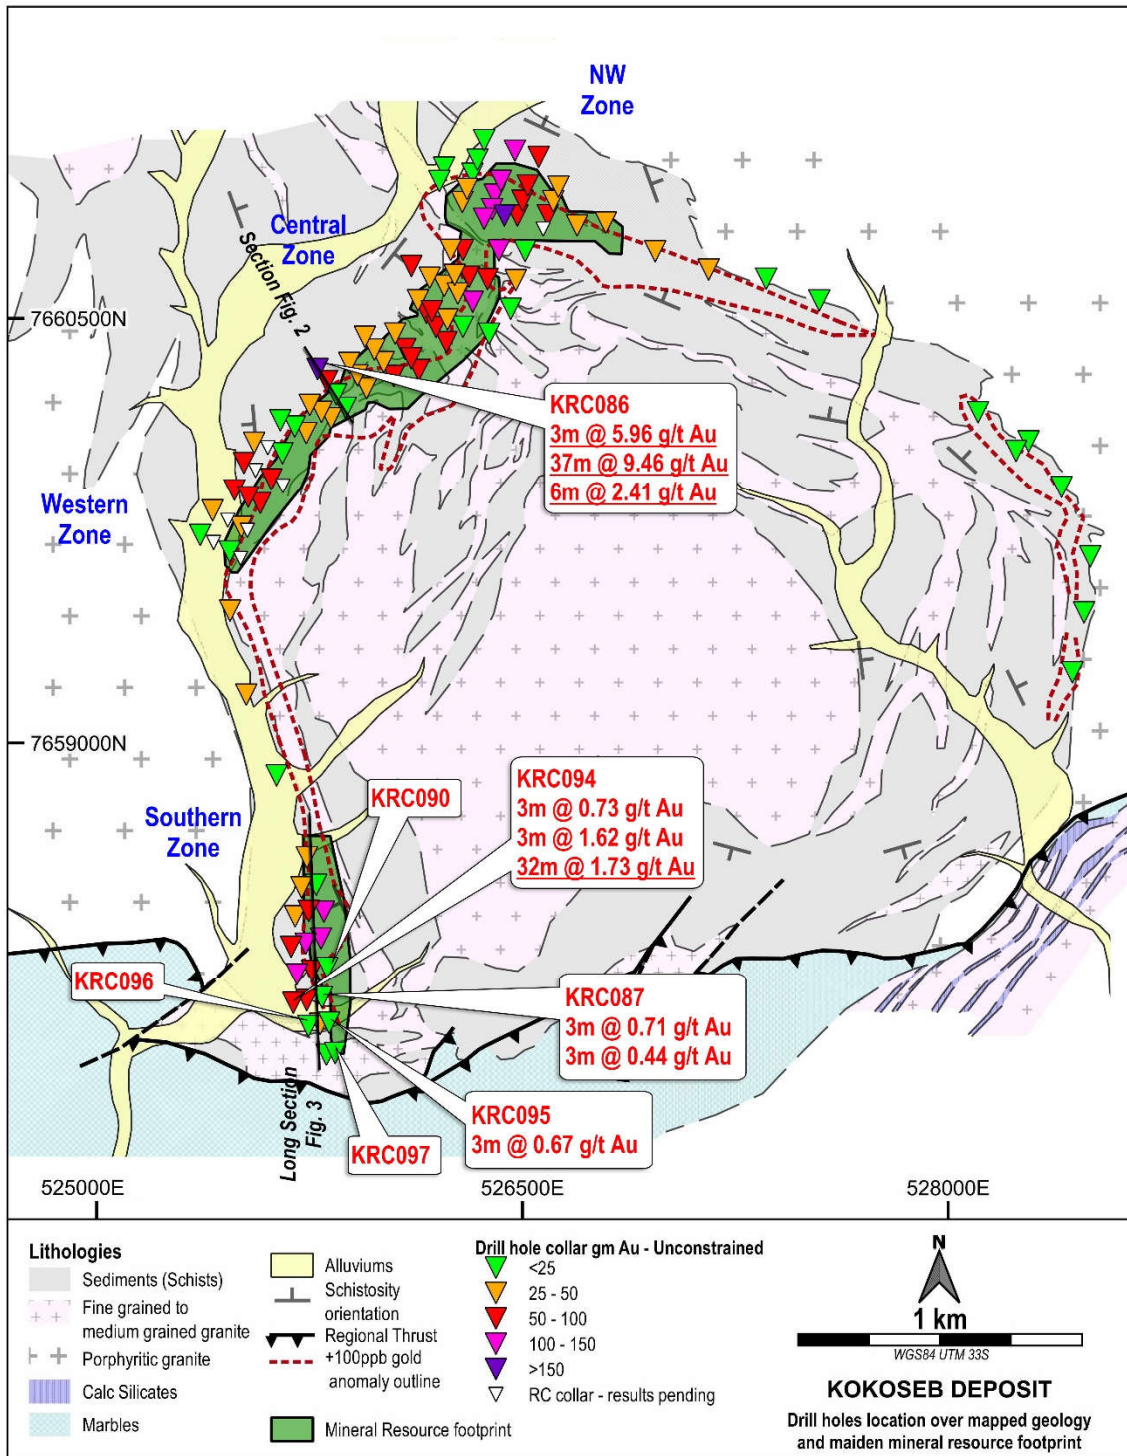 NW
Zone
Central
Zone
Section Fig. 2
7660500N
KRC086
3m @ 5.96 g/t Au
37m @ 9.46 g/t Au
6m @ 2.41 g/t Au
Western
Zone
7659000N
KRC090
KRC094
3m @ 0.73 g/t Au
3m @ 1.62 g/t Au
32m @ 1.73 g/t Au
Southern
Zone
KRC096
KRC087
3m @ 0.71 g/t Au
3m @ 0.44 g/t Au
Long Section
Fig. 3
KRC095
3m @ 0.67 g/t Au
KRC097
525000E
526500E
528000E
Lithologies
Sediments (Schists)
Fine grained to
medium grained granite
Porphyritic granite
Calc Silicates
Marbles
Alluviums
Schistosity
orientation
Regional Thrust
+100ppb gold
anomaly outline
Mineral Resource footprint
Drill hole collar gm Au - Unconstrained
<25
25 - 50
50 - 100
100 - 150
>150
RC collar - results pending
N
1 km
WGS84 UTM 33S
KOKOSEB DEPOSIT
Drill holes location over mapped geology
and maiden mineral resource footprint